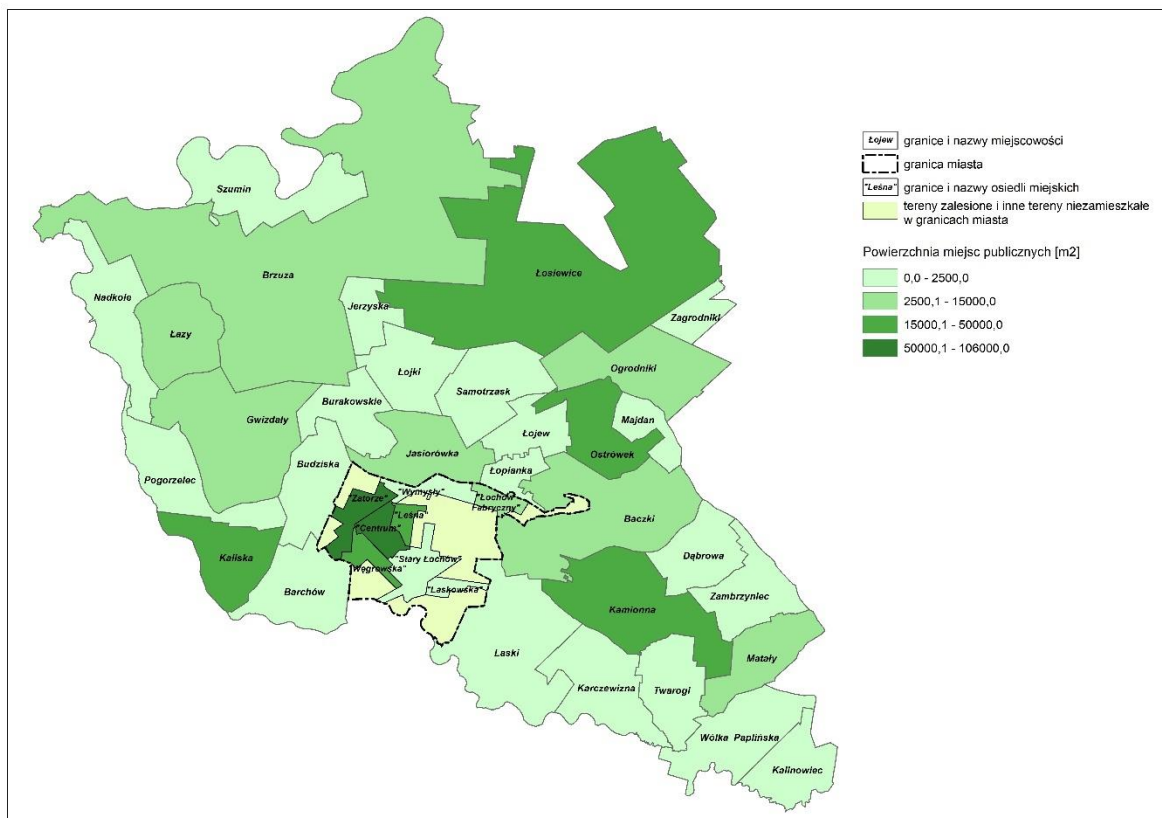 Szumin
Brzuza
Łosiewice
Nadkole
Jerzyska
Zagrodniki
Łazy
Łojki
Samotrzask
Ogrodniki
Burakowskie
Gwizdały
Łojew
Majdan
Jasiorówka
Ostrówek
Budziska
Łopianka
Pogorzelec
"Zatorze"
"Wymysły"
"Łochów
Fabryczny"
"Leśna"
"Centrum"
Baczki
Kaliska
"Stary Łochów"
Dąbrowa
"Węgrowska"
"Laskowska"
Barchów
Zambrzyniec
Kamionna
Laski
Matały
Karczewizna
Twarogi
Wólka Paplińska
Kalinowiec
Łojew granice i nazwy miejscowości
granica miasta
"Leśna" granice i nazwy osiedli miejskich
tereny zalesione i inne tereny niezamieszkałe
w granicach miasta
Powierzchnia miejsc publicznych [m2]
0,0 - 2500,0
2500,1 - 15000,0
15000,1 - 50000,0
50000,1 - 106000,0